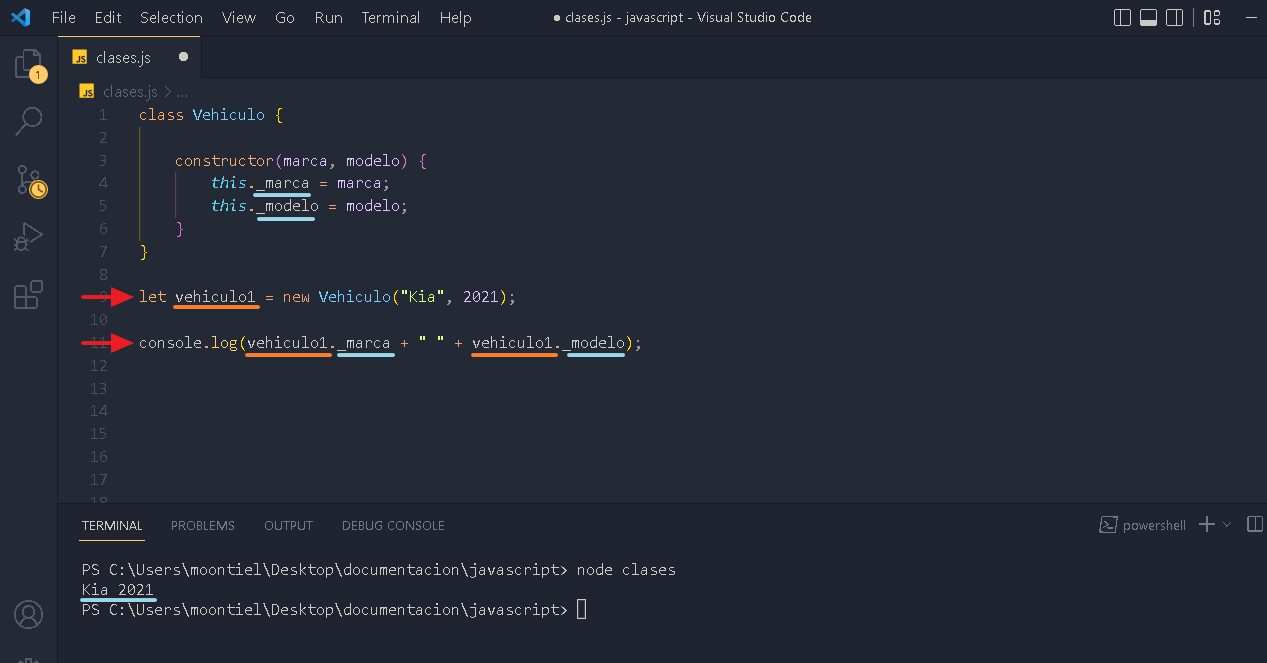 File Edit Selection View Go Run Terminal Help ● clases.js - javascript - Visual Studio Code
JS clases.js ●
1
JS clases.js > ...
1 class Vehiculo {
2
3 constructor(marca, modelo) {
4 this._marca = marca;
5 this._modelo = modelo;
6 }
7 }
8
9 let vehiculo1 = new Vehiculo("Kia", 2021);
10
11 console.log(vehiculo1._marca + " " + vehiculo1._modelo);
12
13
14
15
16
17
18
TERMINAL PROBLEMS OUTPUT DEBUG CONSOLE powershell
PS C:\Users\moontiel\Desktop\documentacion\javascript> node clases
Kia 2021
PS C:\Users\moontiel\Desktop\documentacion\javascript>